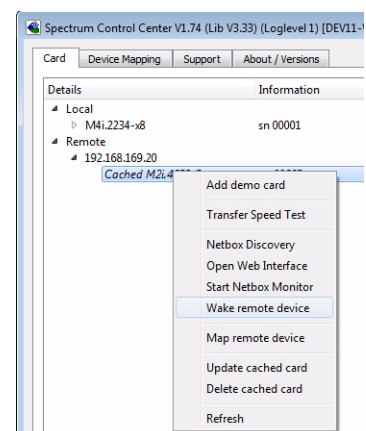 Spectrum Control Center V1.74 (Lib V3.33) (Loglevel 1) [DEV11-
Card Device Mapping Support About / Versions
Details Information
Local
M4i.2234-x8 sn 00001
Remote
192.168.169.20
Cached M2i.4
Add demo card
Transfer Speed Test
Netbox Discovery
Open Web Interface
Start Netbox Monitor
Wake remote device
Map remote device
Update cached card
Delete cached card
Refresh